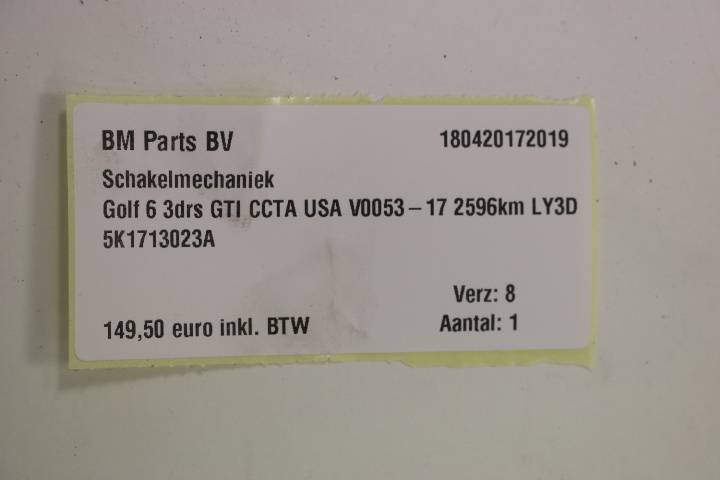 BM Parts BV 180420172019
Schakelmechaniek
Golf 6 3drs GTI CCTA USA V0053 – 17 2596km LY3D
5K1713023A
Verz: 8
149,50 euro inkl. BTW Aantal: 1